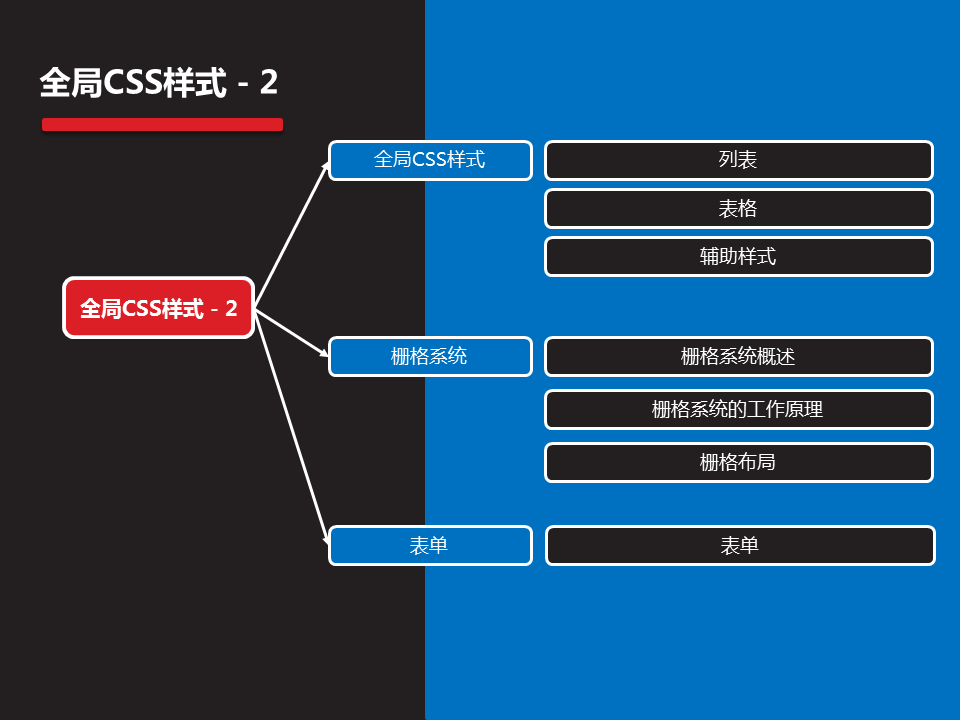 全局CSS样式 - 2
全局CSS样式 - 2
全局CSS样式
列表
表格
辅助样式
栅格系统
栅格系统概述
栅格系统的工作原理
栅格布局
表单
表单